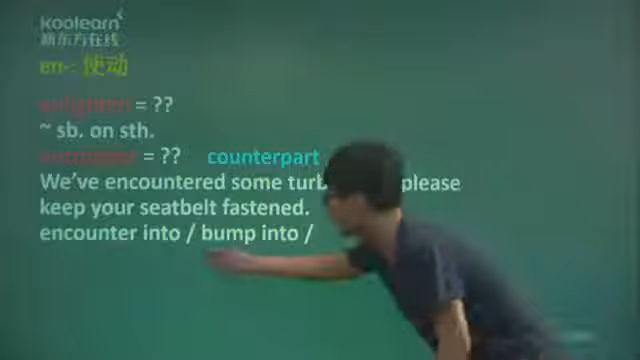 koolearn
新东方在线
en-: 使动
enlighten = ??
~ sb. on sth.
encounter = ?? counterpart
We've encountered some please
keep your seatbelt fastened.
encounter into / bump into /